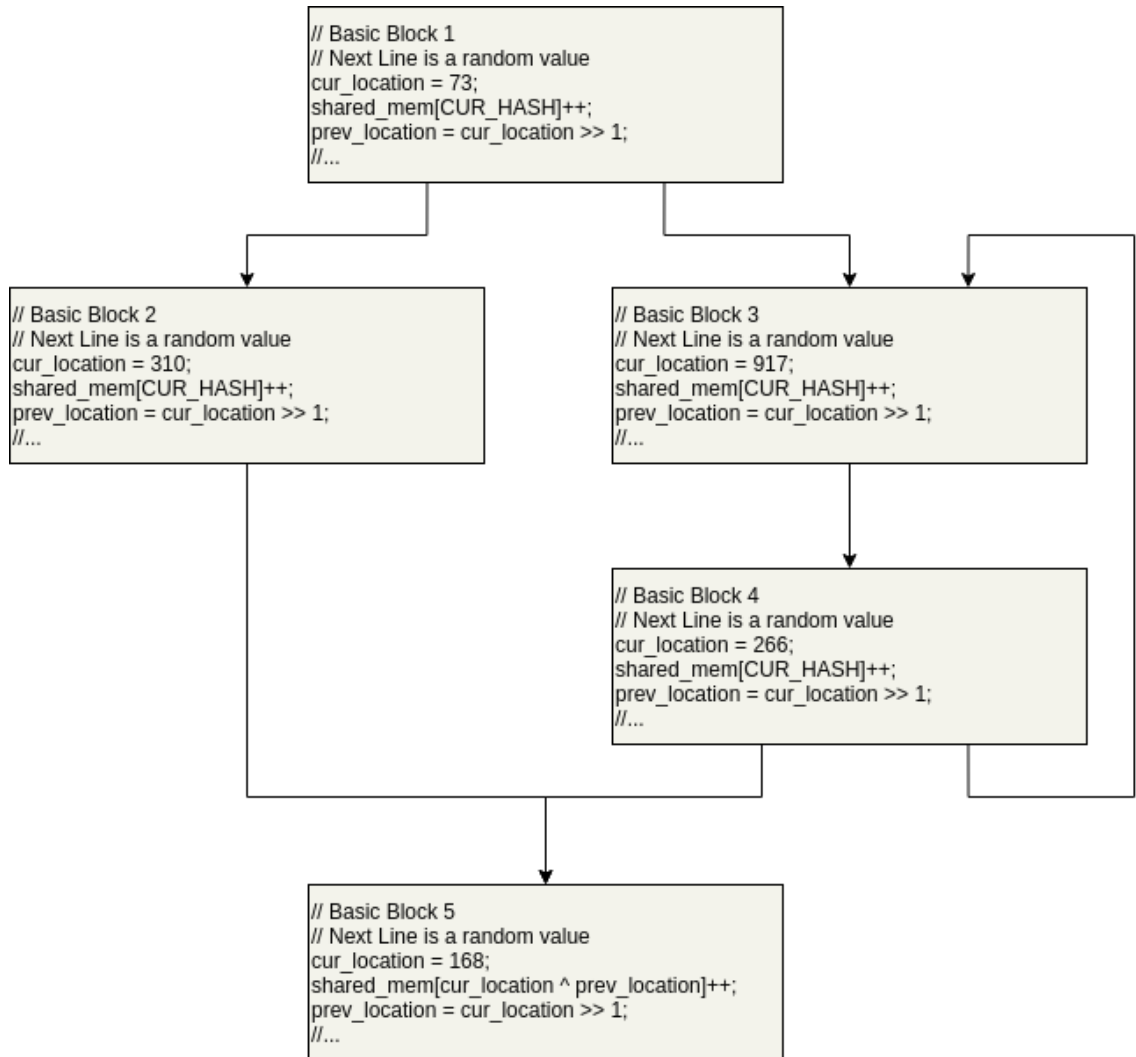 // Basic Block 1
// Next Line is a random value
cur_location = 73;
shared_mem[CUR_HASH]++;
prev_location = cur_location >> 1;
//...
// Basic Block 2
// Next Line is a random value
cur_location = 310;
shared_mem[CUR_HASH]++;
prev_location = cur_location >> 1;
//...
// Basic Block 3
// Next Line is a random value
cur_location = 917;
shared_mem[CUR_HASH]++;
prev_location = cur_location >> 1;
//...
// Basic Block 4
// Next Line is a random value
cur_location = 266;
shared_mem[CUR_HASH]++;
prev_location = cur_location >> 1;
//...
// Basic Block 5
// Next Line is a random value
cur_location = 168;
shared_mem[cur_location ^ prev_location]++;
prev_location = cur_location >> 1;
//...